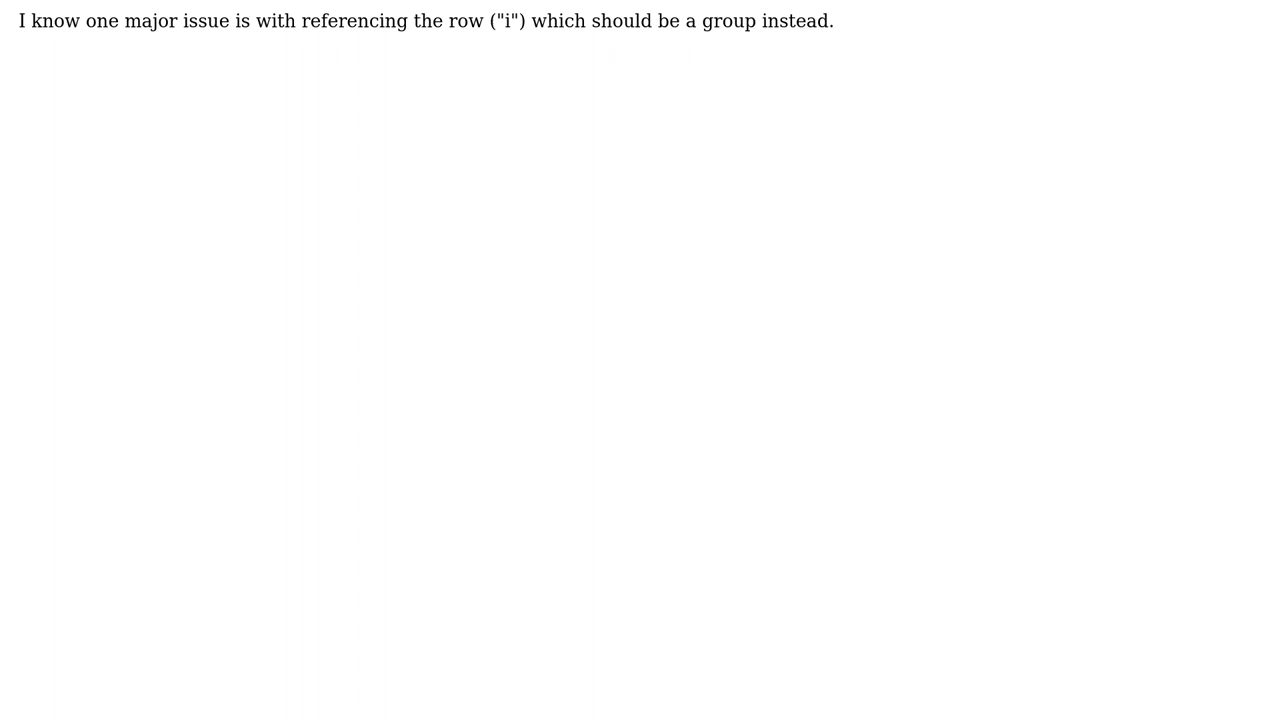 I know one major issue is with referencing the row ("i") which should be a group instead.